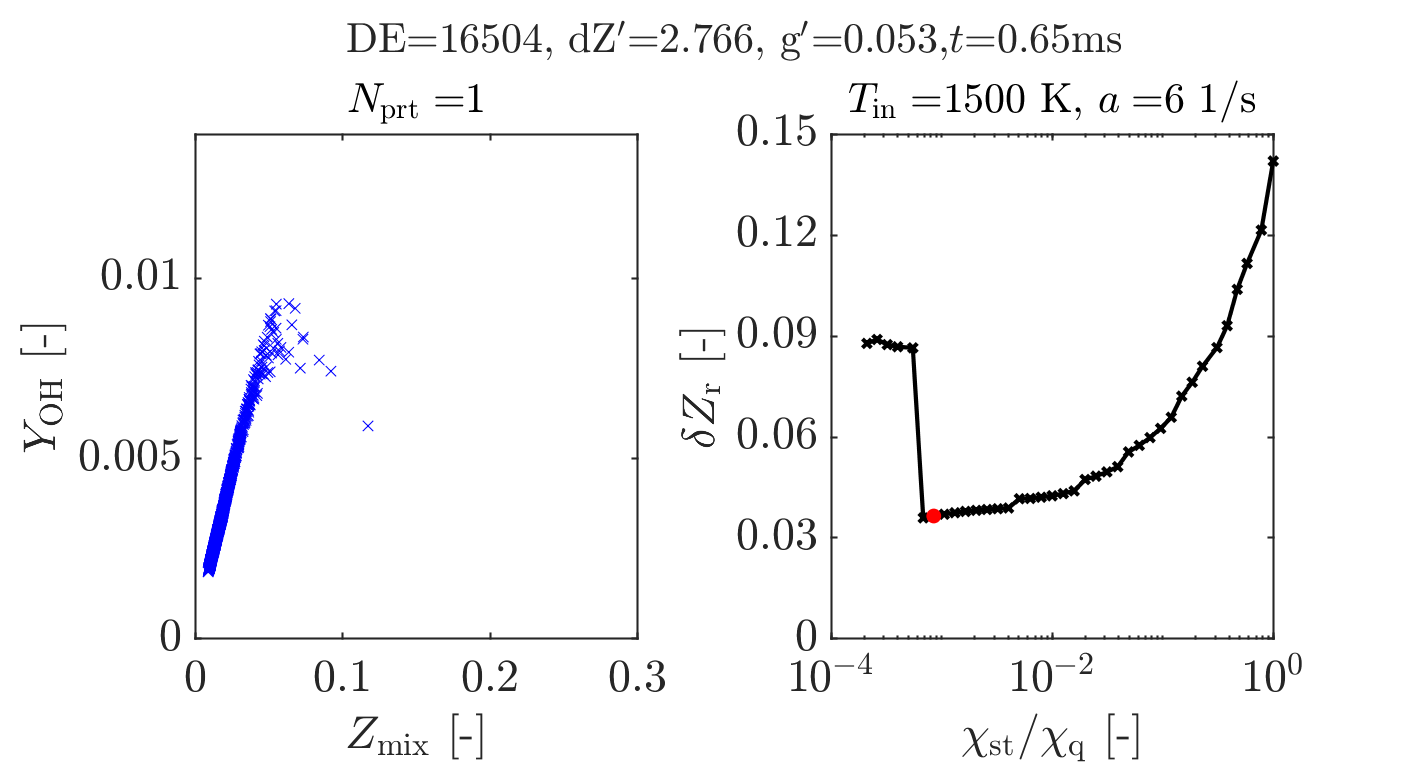 DE=16504, dZ′=2.766, g′=0.053,t=0.65ms
N_prt =1
0.01
0.005
0
0 0.1 0.2 0.3
Y_OH [-]
Z_mix [-]
T_in =1500 K, a =6 1/s
0.15
0.12
0.09
0.06
0.03
0
10^−4 10^−2 10^0
δZ_r [-]
χ_st/χ_q [-]